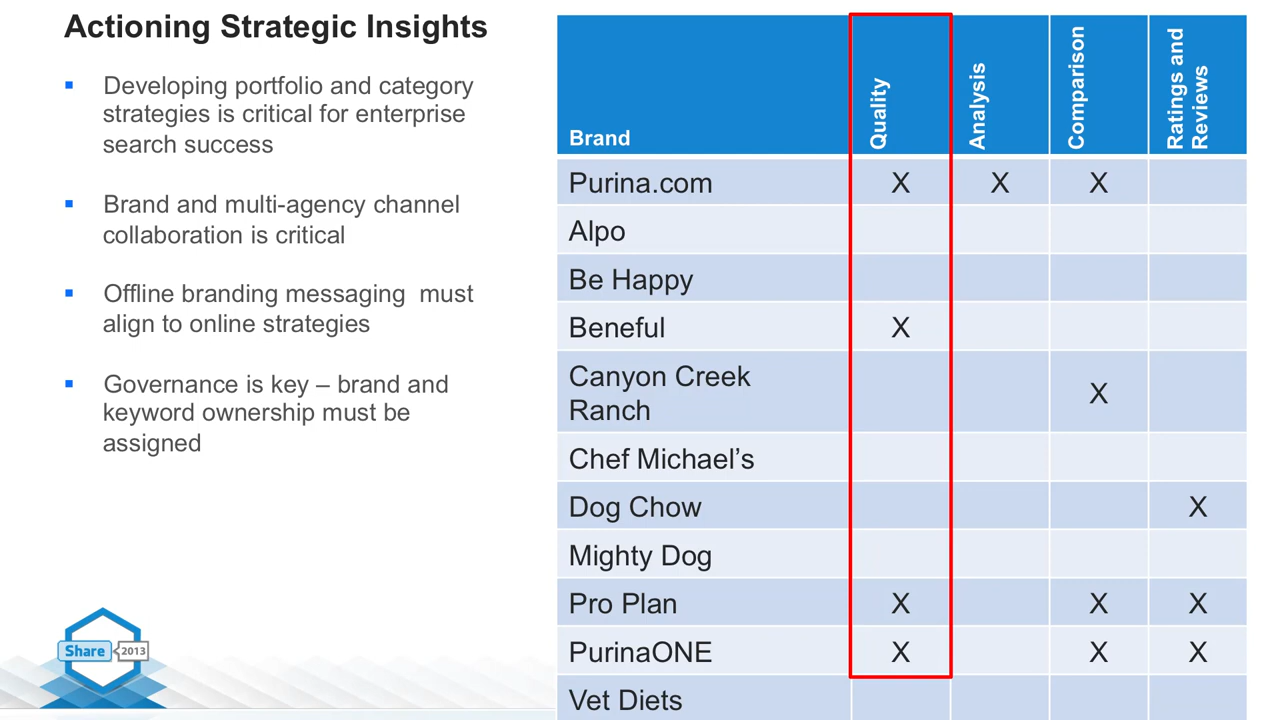 Actioning Strategic Insights
▪ Developing portfolio and category
strategies is critical for enterprise
search success
▪ Brand and multi-agency channel
collaboration is critical
▪ Offline branding messaging  must
align to online strategies
▪ Governance is key – brand and
keyword ownership must be
assigned
Share 2013
Brand Quality Analysis Comparison Ratings and Reviews
Purina.com X X X
Alpo
Be Happy
Beneful X
Canyon Creek
Ranch X
Chef Michael’s
Dog Chow X
Mighty Dog
Pro Plan X X X
PurinaONE X X X
Vet Diets